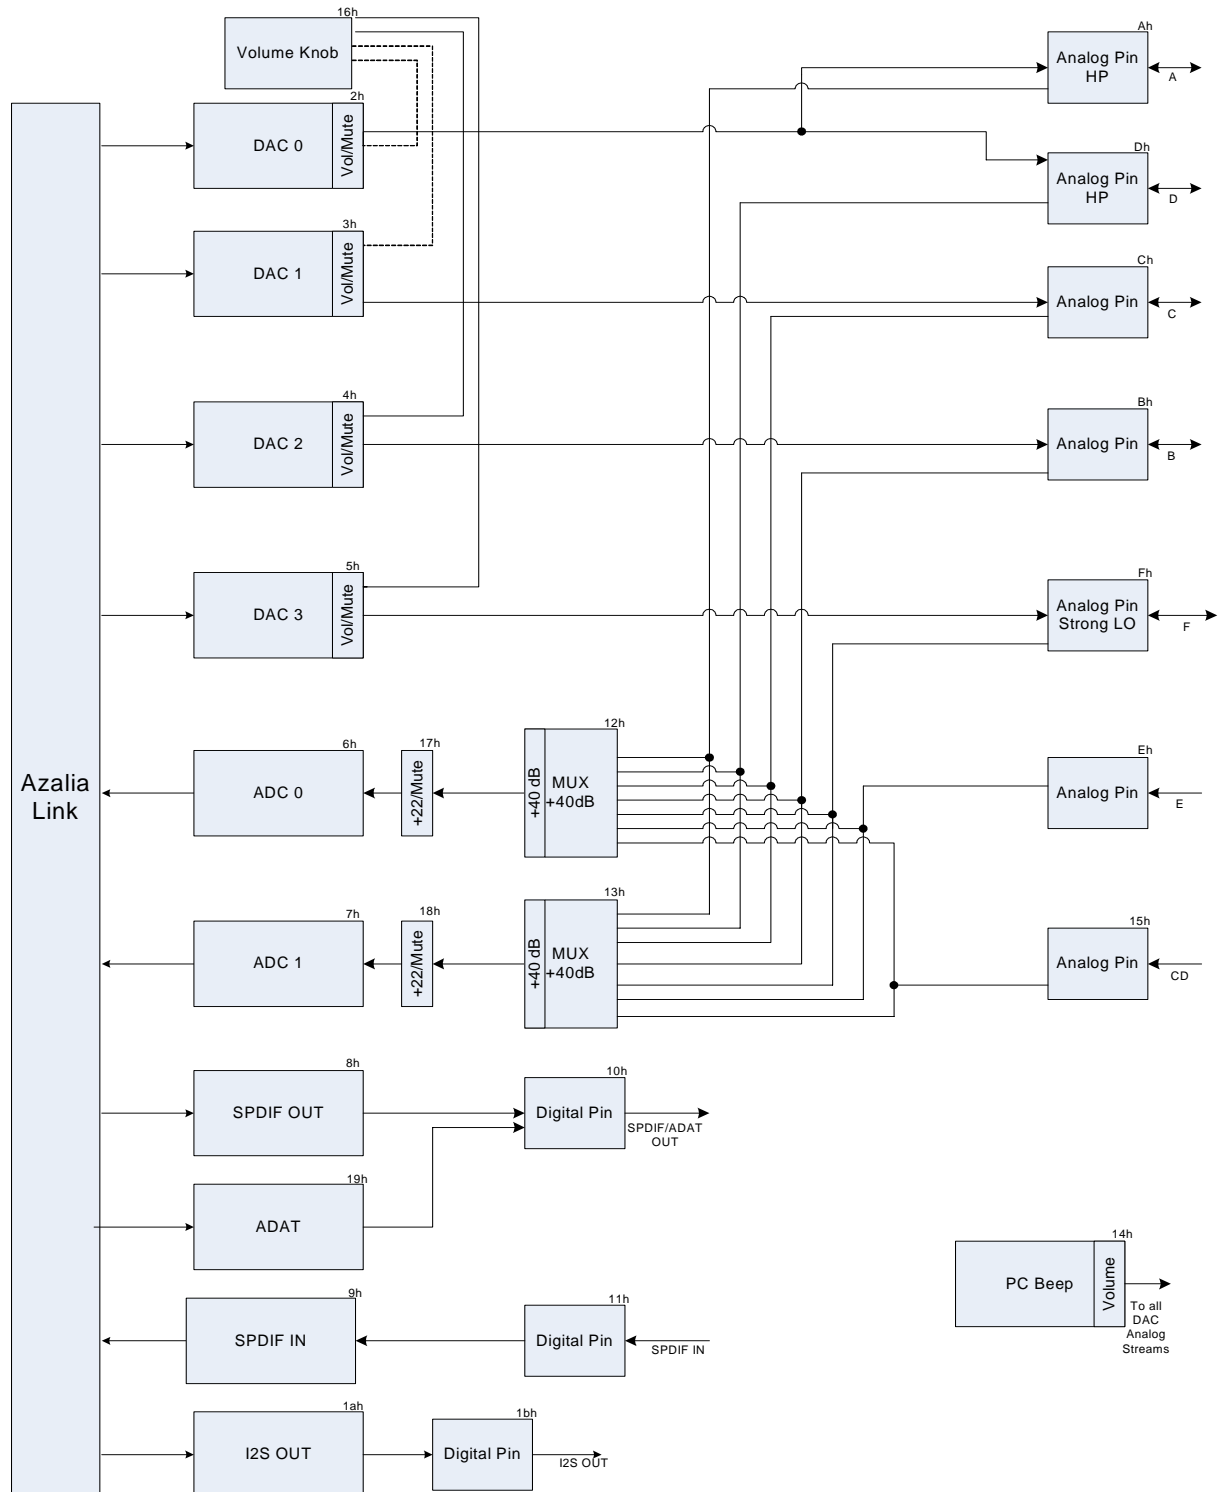 16h
Volume Knob
Ah
Analog Pin
HP
A
2h
DAC 0
Vol/Mute
Dh
Analog Pin
HP
D
3h
DAC 1
Vol/Mute
Ch
Analog Pin
C
4h
DAC 2
Vol/Mute
Bh
Analog Pin
B
5h
DAC 3
Vol/Mute
Fh
Analog Pin
Strong LO
F
Azalia
Link
6h
ADC 0
17h
+22/Mute
12h
+40 dB
MUX
+40dB
Eh
Analog Pin
E
7h
ADC 1
18h
+22/Mute
13h
+40 dB
MUX
+40dB
15h
Analog Pin
CD
8h
SPDIF OUT
10h
Digital Pin
SPDIF/ADAT
OUT
19h
ADAT
14h
PC Beep
Volume
To all
DAC
Analog
Streams
9h
SPDIF IN
11h
Digital Pin
SPDIF IN
1ah
I2S OUT
1bh
Digital Pin
I2S OUT